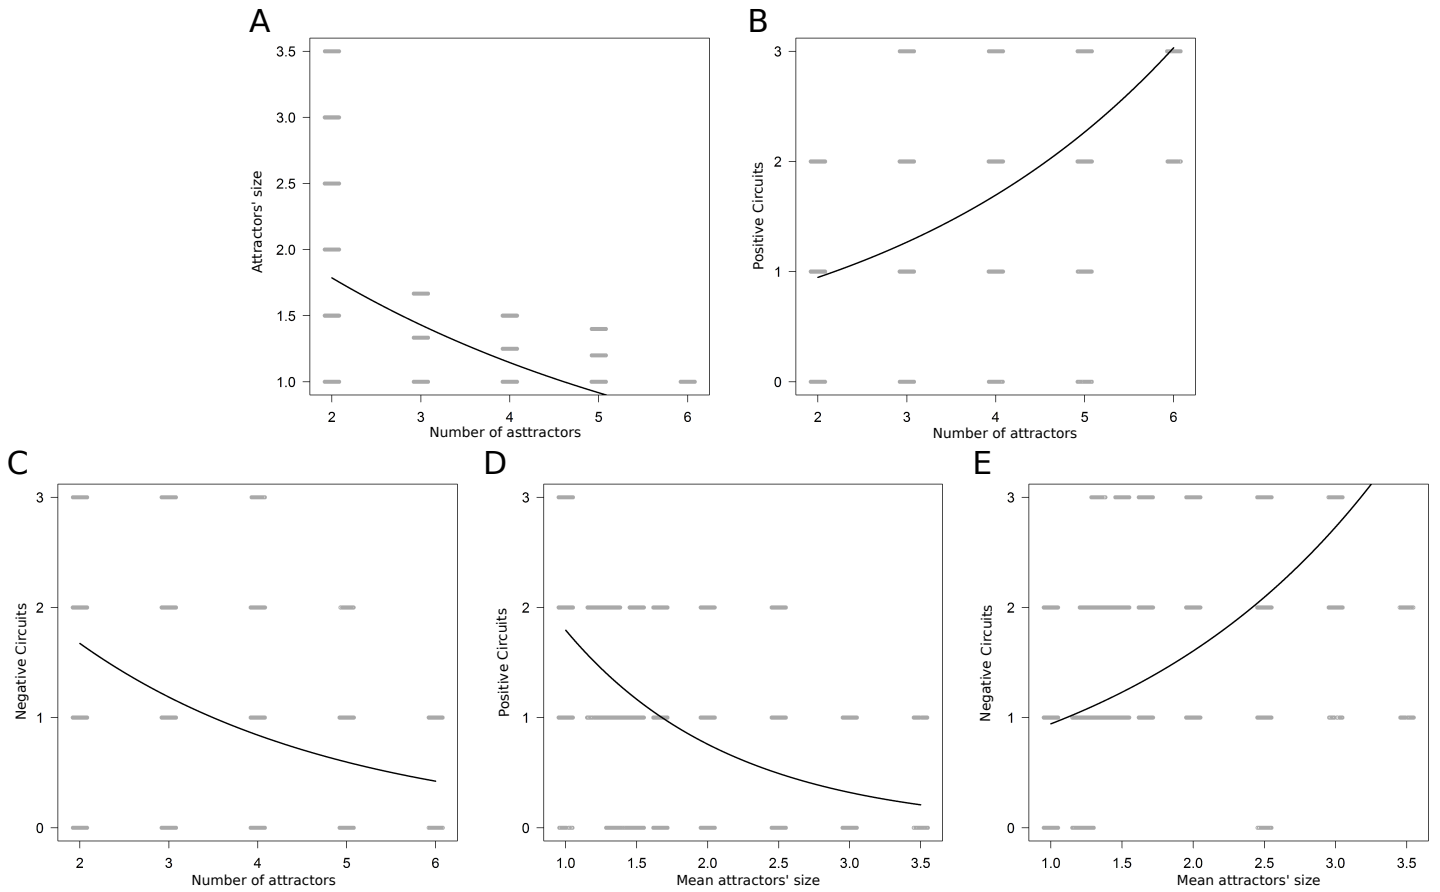 A
B
3.5
3.0
2.5
2.0
1.5
1.0
Attractors' size
2 3 4 5 6
Number of asttractors
3
2
1
0
Positive Circuits
2 3 4 5 6
Number of attractors
C
D
E
3
2
1
0
Negative Circuits
2 3 4 5 6
Number of attractors
3
2
1
0
Positive Circuits
1.0 1.5 2.0 2.5 3.0 3.5
Mean attractors' size
3
2
1
0
Negative Circuits
1.0 1.5 2.0 2.5 3.0 3.5
Mean attractors' size